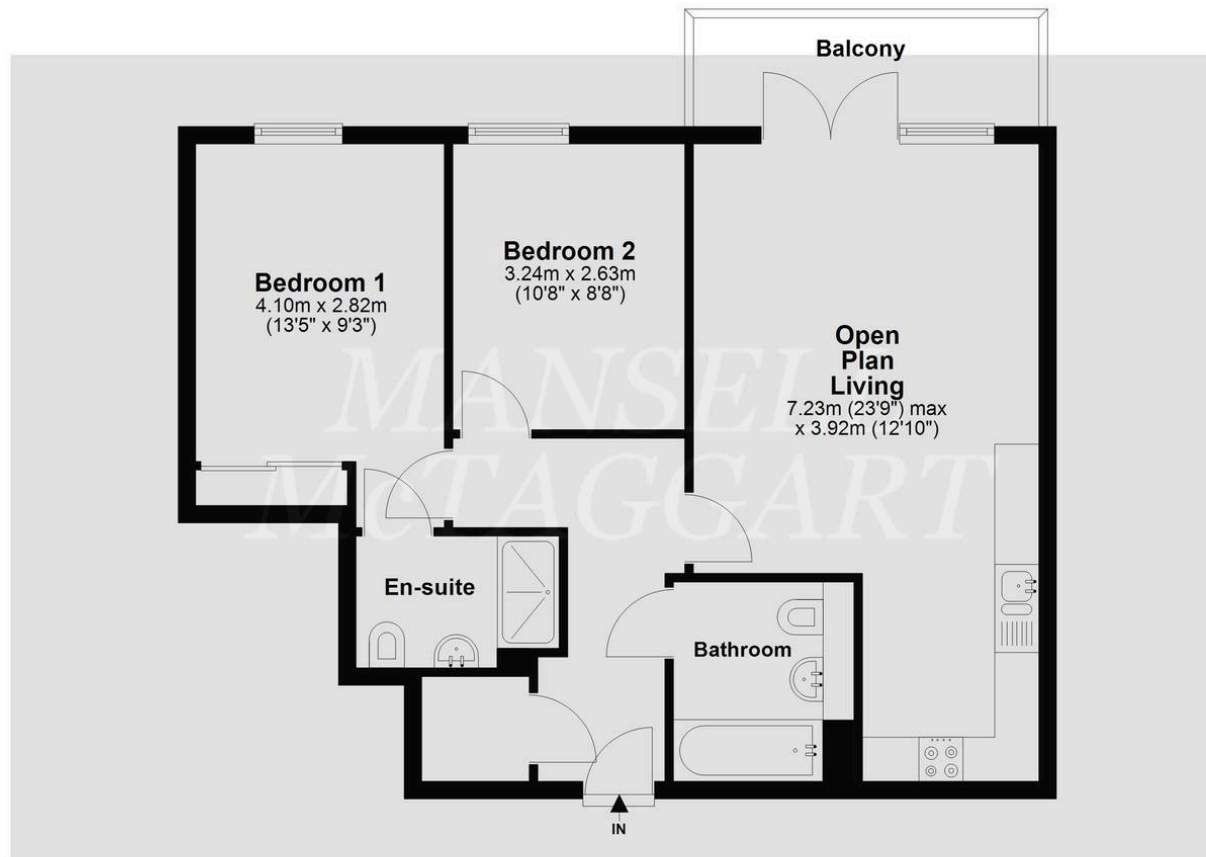 Balcony
Bedroom 1
4.10m x 2.82m
(13'5" x 9'3")
Bedroom 2
3.24m x 2.63m
(10'8" x 8'8")
Open
Plan
Living
7.23m (23'9") max
x 3.92m (12'10")
MANSELL
McTAGGART
En-suite
Bathroom
IN